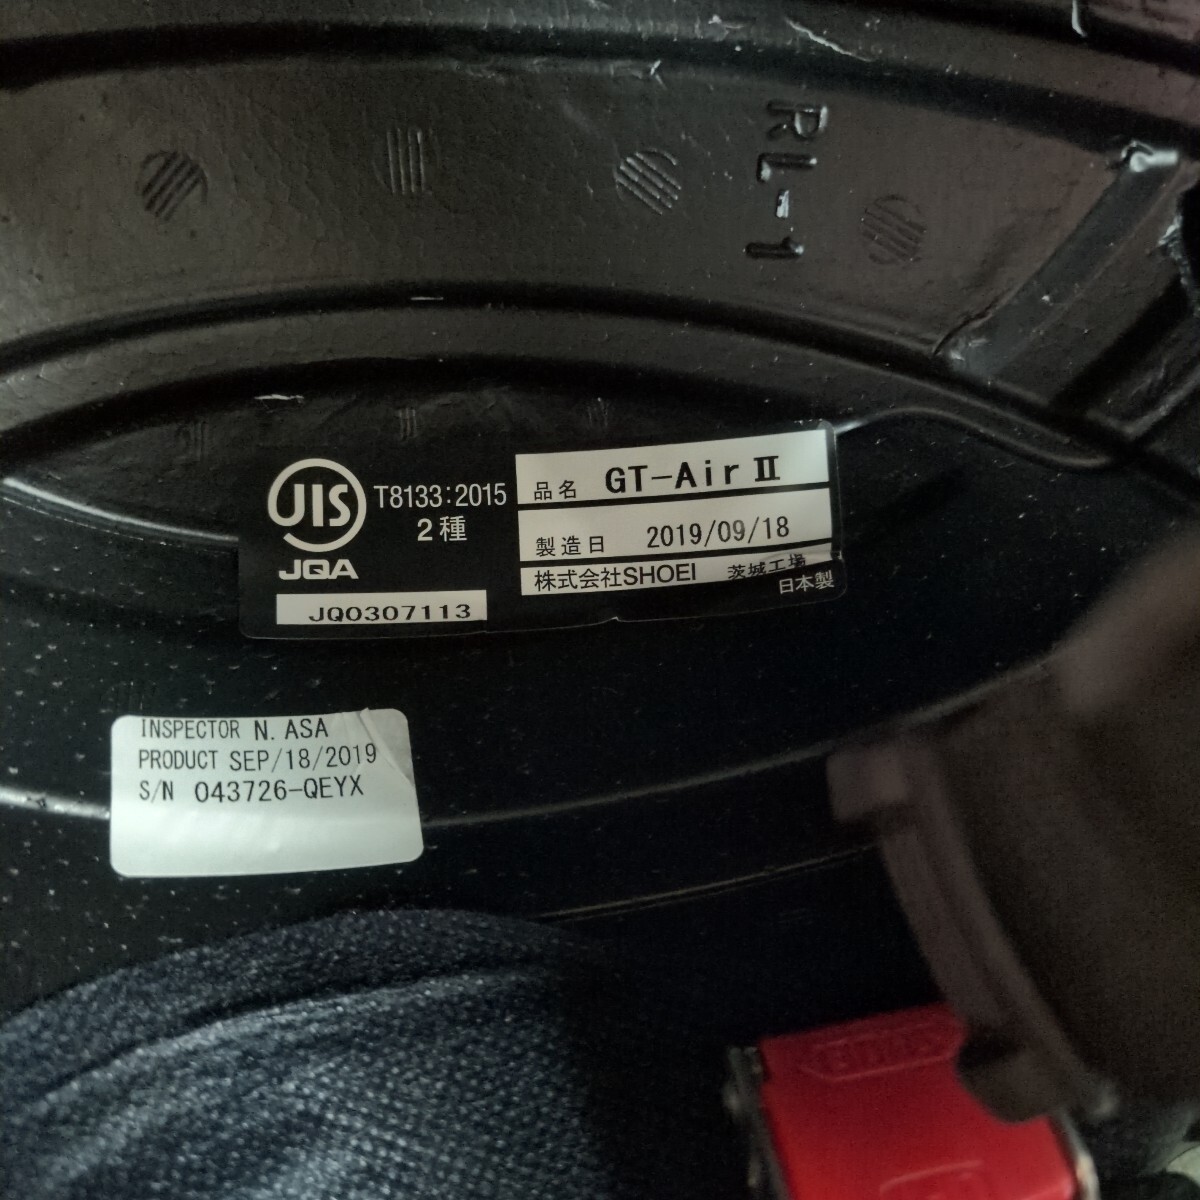 RL-1
JIS
T8133:2015
2種
JQA
JQ0307113
品名 GT-Air Ⅱ
製造日 2019/09/18
株式会社SHOEI 茨城工場
日本製
INSPECTOR N. ASA
PRODUCT SEP/18/2019
S/N 043726-QEYX